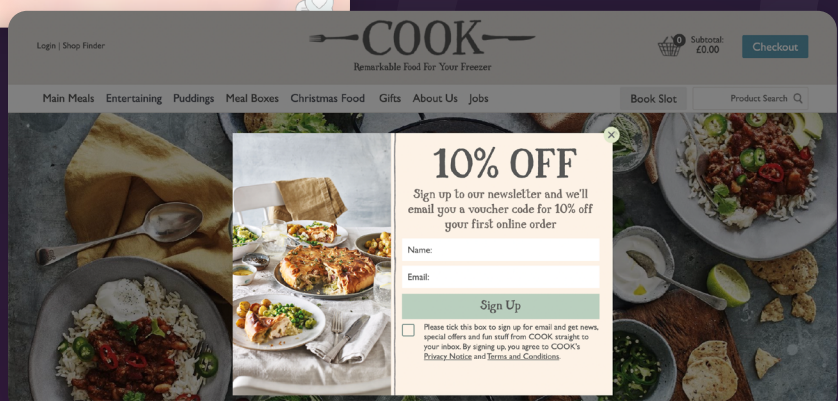 Login | Shop Finder
COOK
Remarkable Food For Your Freezer
0
Subtotal:
£0.00
Checkout
Main Meals Entertaining Puddings Meal Boxes Christmas Food Gifts About Us Jobs
Book Slot
Product Search
10% OFF
Sign up to our newsletter and we'll
email you a voucher code for 10% off
your first online order
Name:
Email:
Sign Up
Please tick this box to sign up for email and get news,
special offers and fun stuff from COOK straight to
your inbox. By signing up, you agree to COOK's
Privacy Notice and Terms and Conditions.